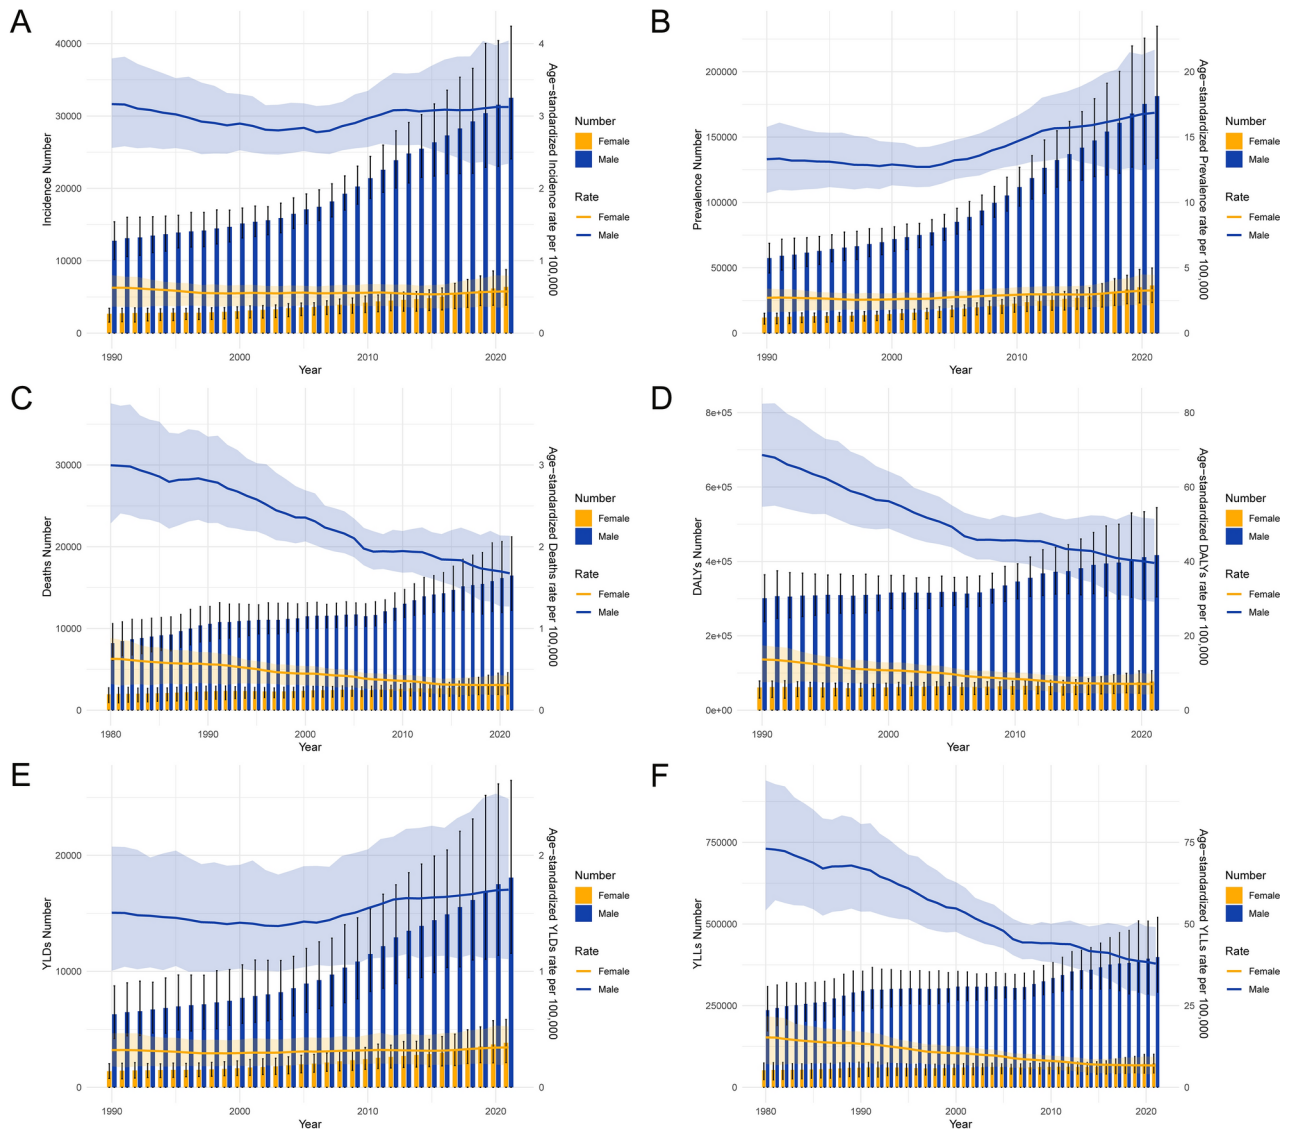 A
Incidence Number
40000
30000
20000
10000
0
4
3
2
1
0
Age−standardized Incidence rate per 100,000
1990
2000
2010
2020
Year
Number
Female
Male
Rate
Female
Male
B
Prevalence Number
200000
150000
100000
50000
0
20
15
10
5
0
Age−standardized Prevalence rate per 100,000
1990
2000
2010
2020
Year
Number
Female
Male
Rate
Female
Male
C
Deaths Number
30000
20000
10000
0
3
2
1
0
Age−standardized Deaths rate per 100,000
1980
1990
2000
2010
2020
Year
Number
Female
Male
Rate
Female
Male
D
DALYs Number
8e+05
6e+05
4e+05
2e+05
0e+00
80
60
40
20
0
Age−standardized DALYs rate per 100,000
1990
2000
2010
2020
Year
Number
Female
Male
Rate
Female
Male
E
YLDs Number
20000
10000
0
2
1
0
Age−standardized YLDs rate per 100,000
1990
2000
2010
2020
Year
Number
Female
Male
Rate
Female
Male
F
YLLs Number
750000
500000
250000
0
75
50
25
0
Age−standardized YLLs rate per 100,000
1980
1990
2000
2010
2020
Year
Number
Female
Male
Rate
Female
Male